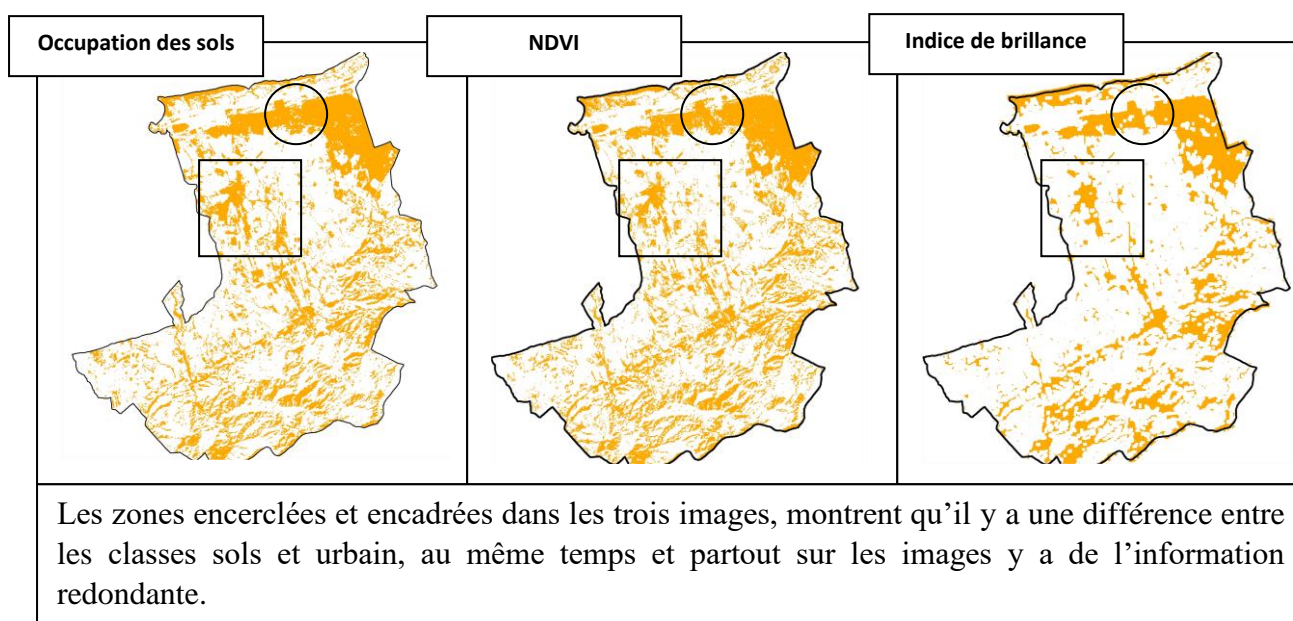 Occupation des sols
NDVI
Indice de brillance
Les zones encerclées et encadrées dans les trois images, montrent qu’il y a une différence entre
les classes sols et urbain, au même temps et partout sur les images y a de l’information
redondante.